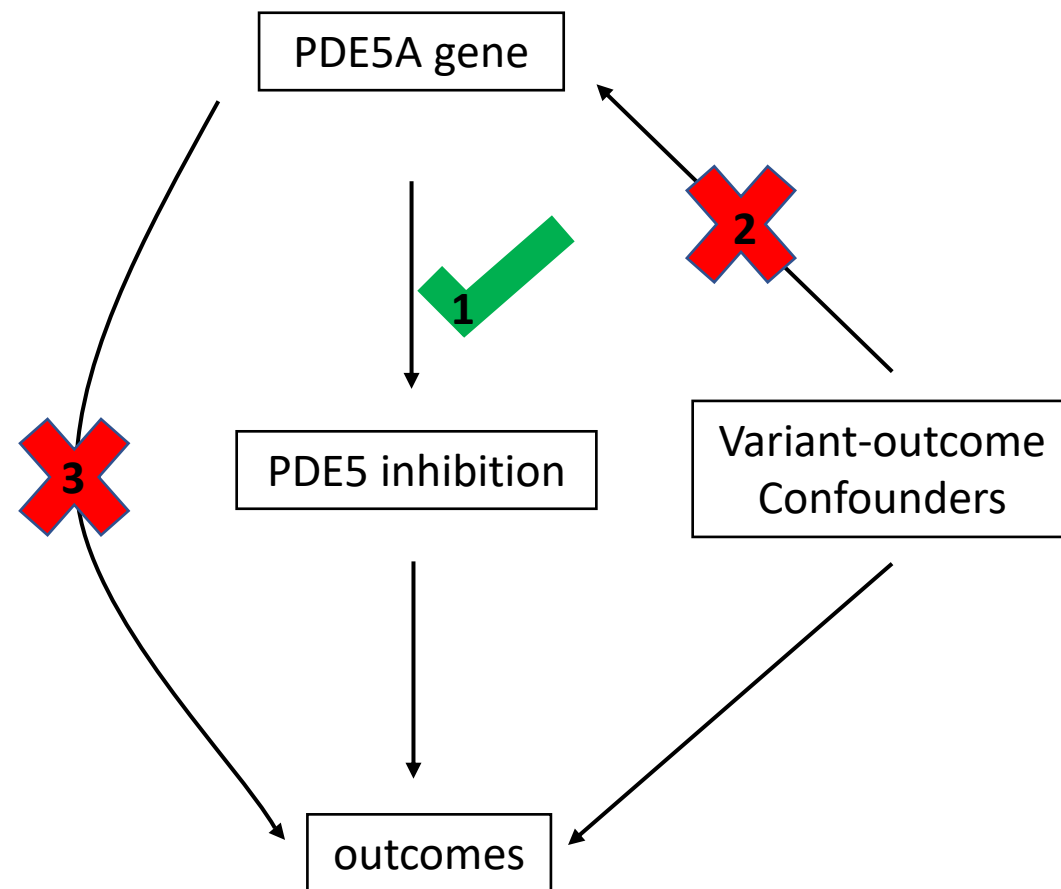 PDE5A gene
2
1
Variant-outcome
Confounders
3
PDE5 inhibition
outcomes